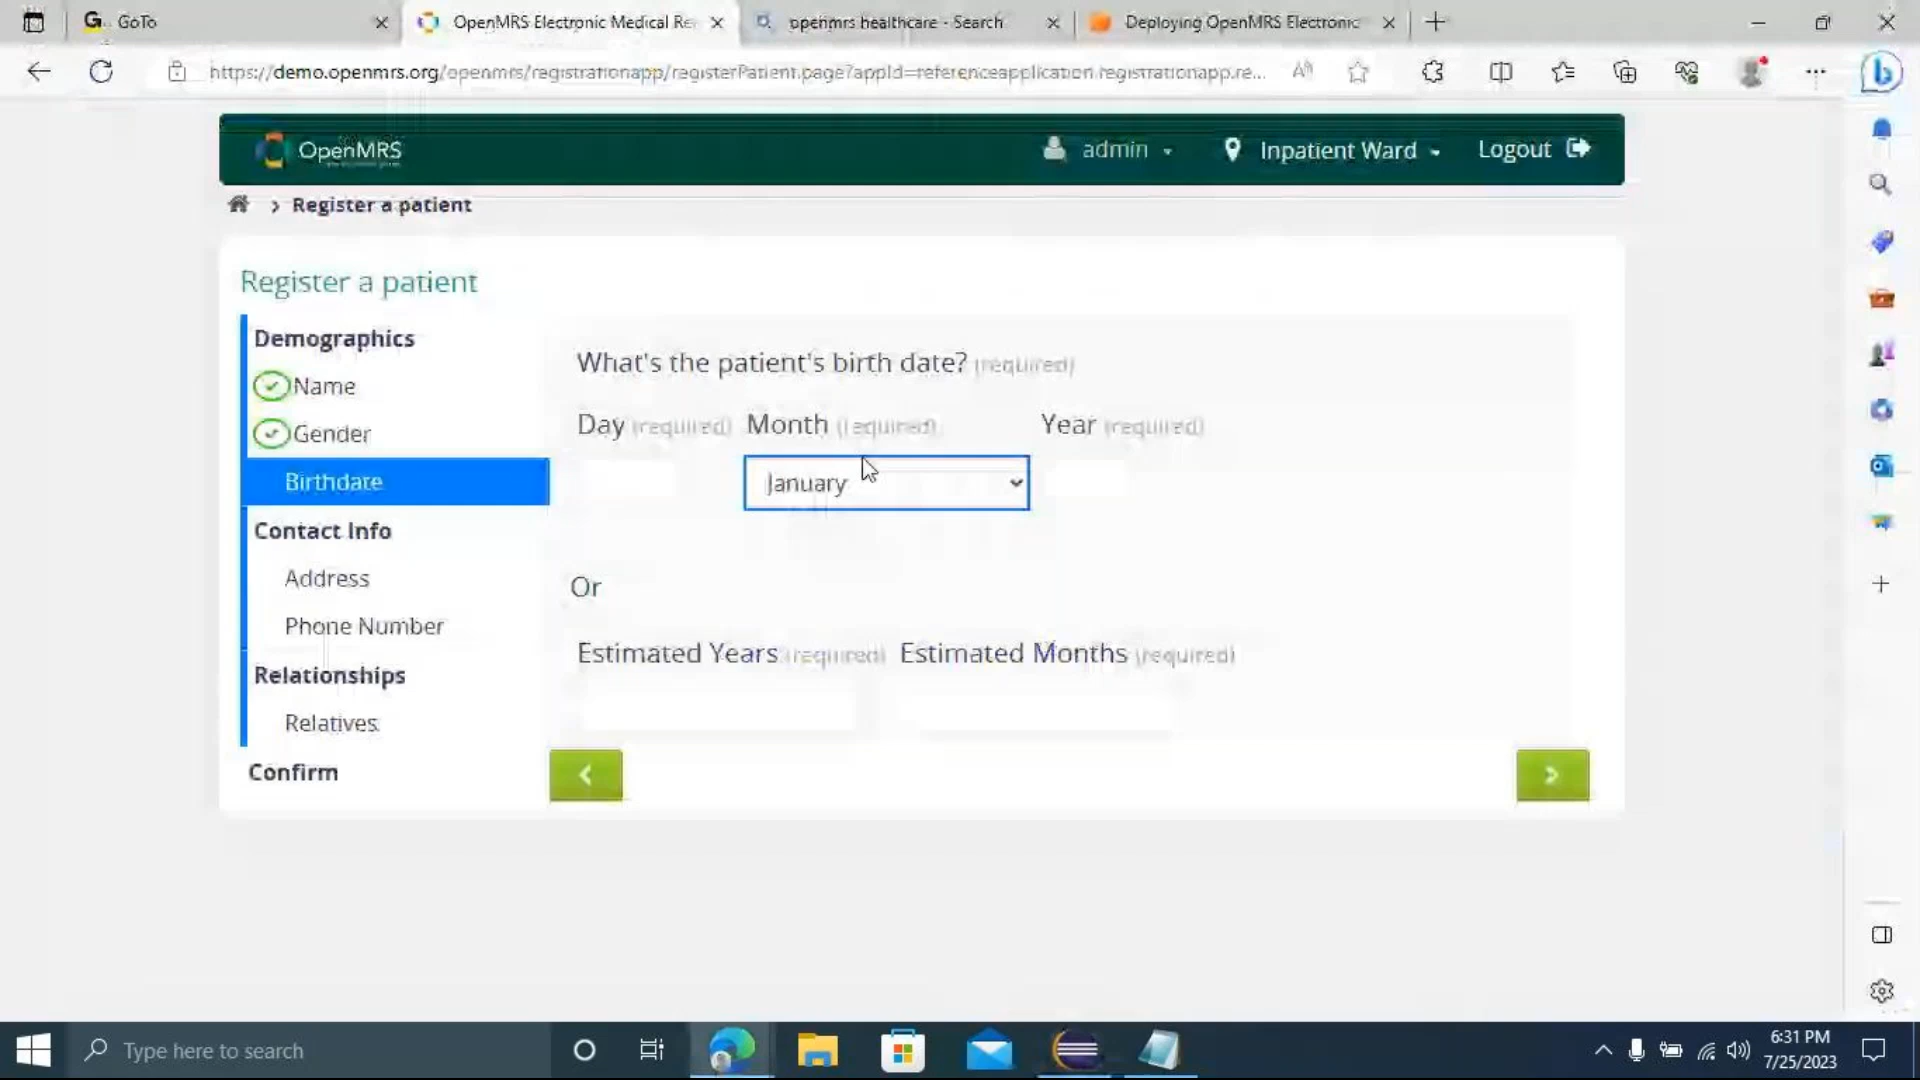 GoTo
OpenMRS Electronic Medical Re
openmrs healthcare - Search
Deploying OpenMRS Electronic
https://demo.openmrs.org/openmrs/registrationapp/registerPatient.page?appId=referenceapplication.registrationapp.re...
OpenMRS
admin
Inpatient Ward
Logout
Register a patient
Register a patient
Demographics
Name
Gender
Birthdate
Contact Info
Address
Phone Number
Relationships
Relatives
Confirm
What's the patient's birth date? (required)
Day (required) Month (required) Year (required)
January
Or
Estimated Years (required) Estimated Months (required)
Type here to search
6:31 PM
7/25/2023